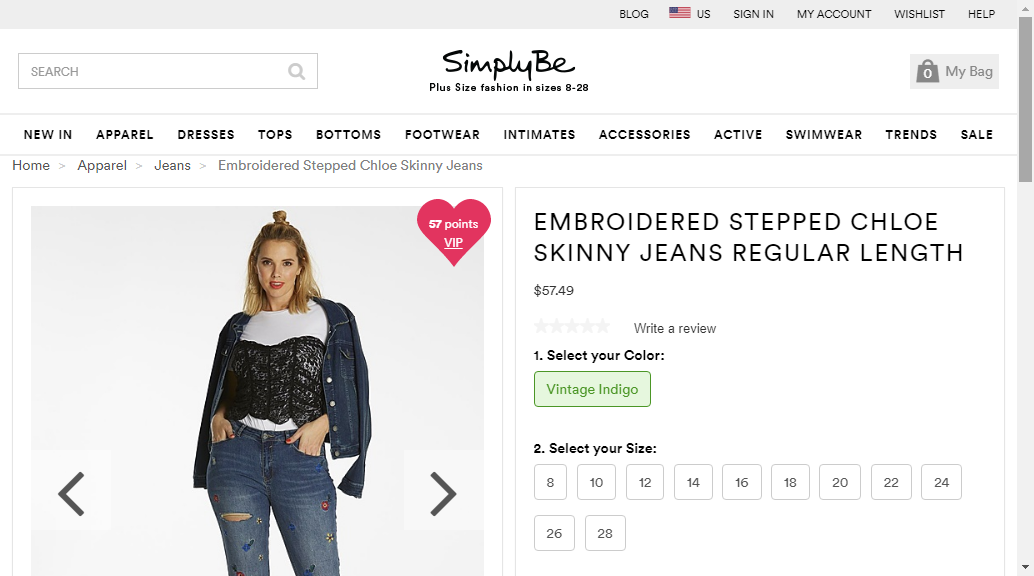 BLOG US SIGN IN MY ACCOUNT WISHLIST HELP
SEARCH
SimplyBe
Plus Size fashion in sizes 8-28
0 My Bag
NEW IN APPAREL DRESSES TOPS BOTTOMS FOOTWEAR INTIMATES ACCESSORIES ACTIVE SWIMWEAR TRENDS SALE
Home > Apparel > Jeans > Embroidered Stepped Chloe Skinny Jeans
57 points
VIP
EMBROIDERED STEPPED CHLOE
SKINNY JEANS REGULAR LENGTH
$57.49
Write a review
1. Select your Color:
Vintage Indigo
2. Select your Size:
8 10 12 14 16 18 20 22 24
26 28